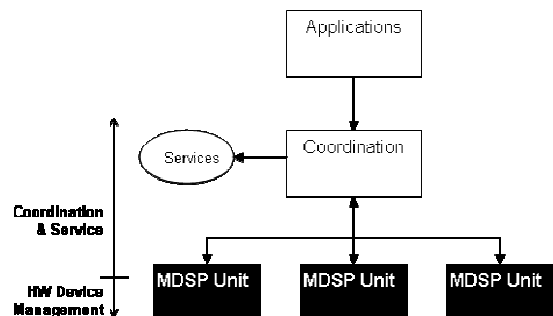 Applications
Coordination
Services
Coordination
& Service
MDSP Unit
MDSP Unit
MDSP Unit
HW Device
Management